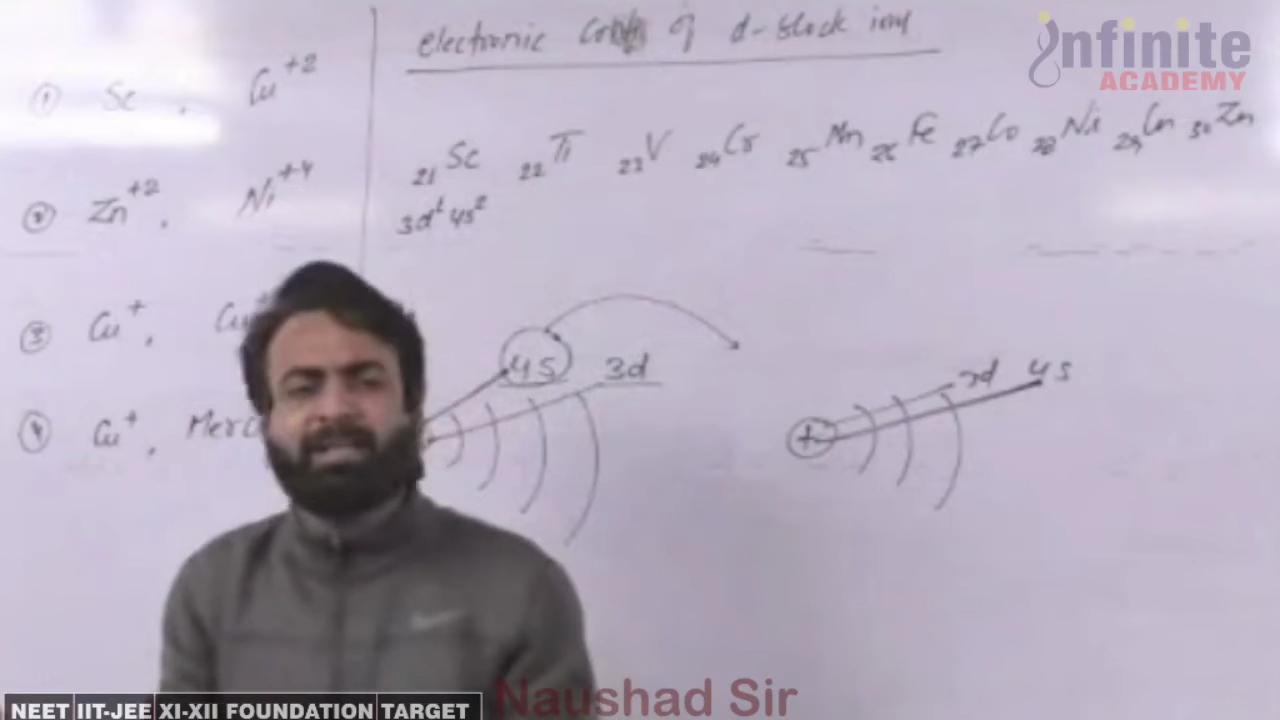 infinite
ACADEMY
electronic of d-block ions
① Sc , Cu+2
② Zn+2 , Ni+4
③ Cu+ , Cu
④ Cu+ , Merc
21Sc 22Ti 23V 24Cr 25Mn 26Fe 27Co 28Ni 29Cu 30Zn
3d1 4s2
4s 3d
+ 3d 4s
NEET IIT-JEE XI-XII FOUNDATION TARGET
Naushad Sir